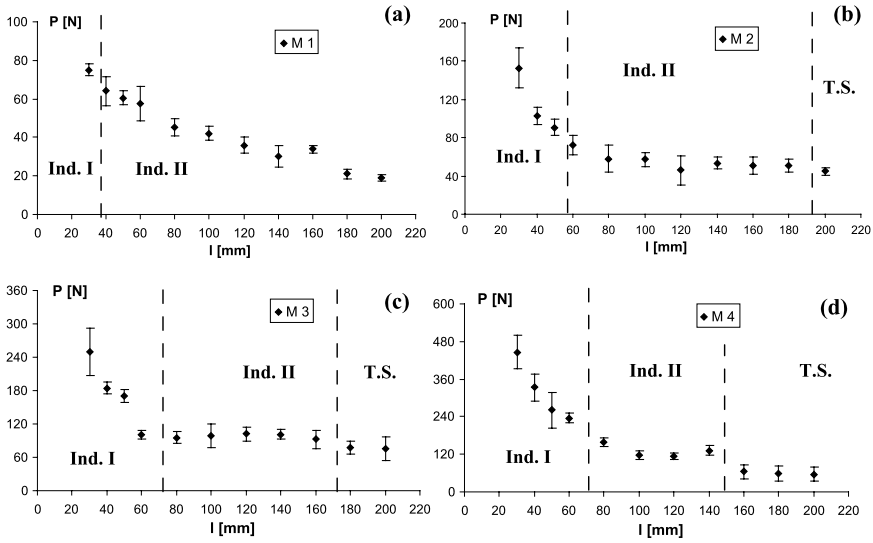 P [N]
(a)
M 1
100
80
60
40
20
0
Ind. I
Ind. II
0 20 40 60 80 100 120 140 160 180 200 220
l [mm]
P [N]
(b)
M 2
200
160
120
80
40
0
Ind. I
Ind. II
T.S.
0 20 40 60 80 100 120 140 160 180 200 220
l [mm]
P [N]
(c)
M 3
360
300
240
180
120
60
0
Ind. I
Ind. II
T.S.
0 20 40 60 80 100 120 140 160 180 200 220
l [mm]
P [N]
(d)
M 4
600
480
360
240
120
0
Ind. I
Ind. II
T.S.
0 20 40 60 80 100 120 140 160 180 200 220
l [mm]